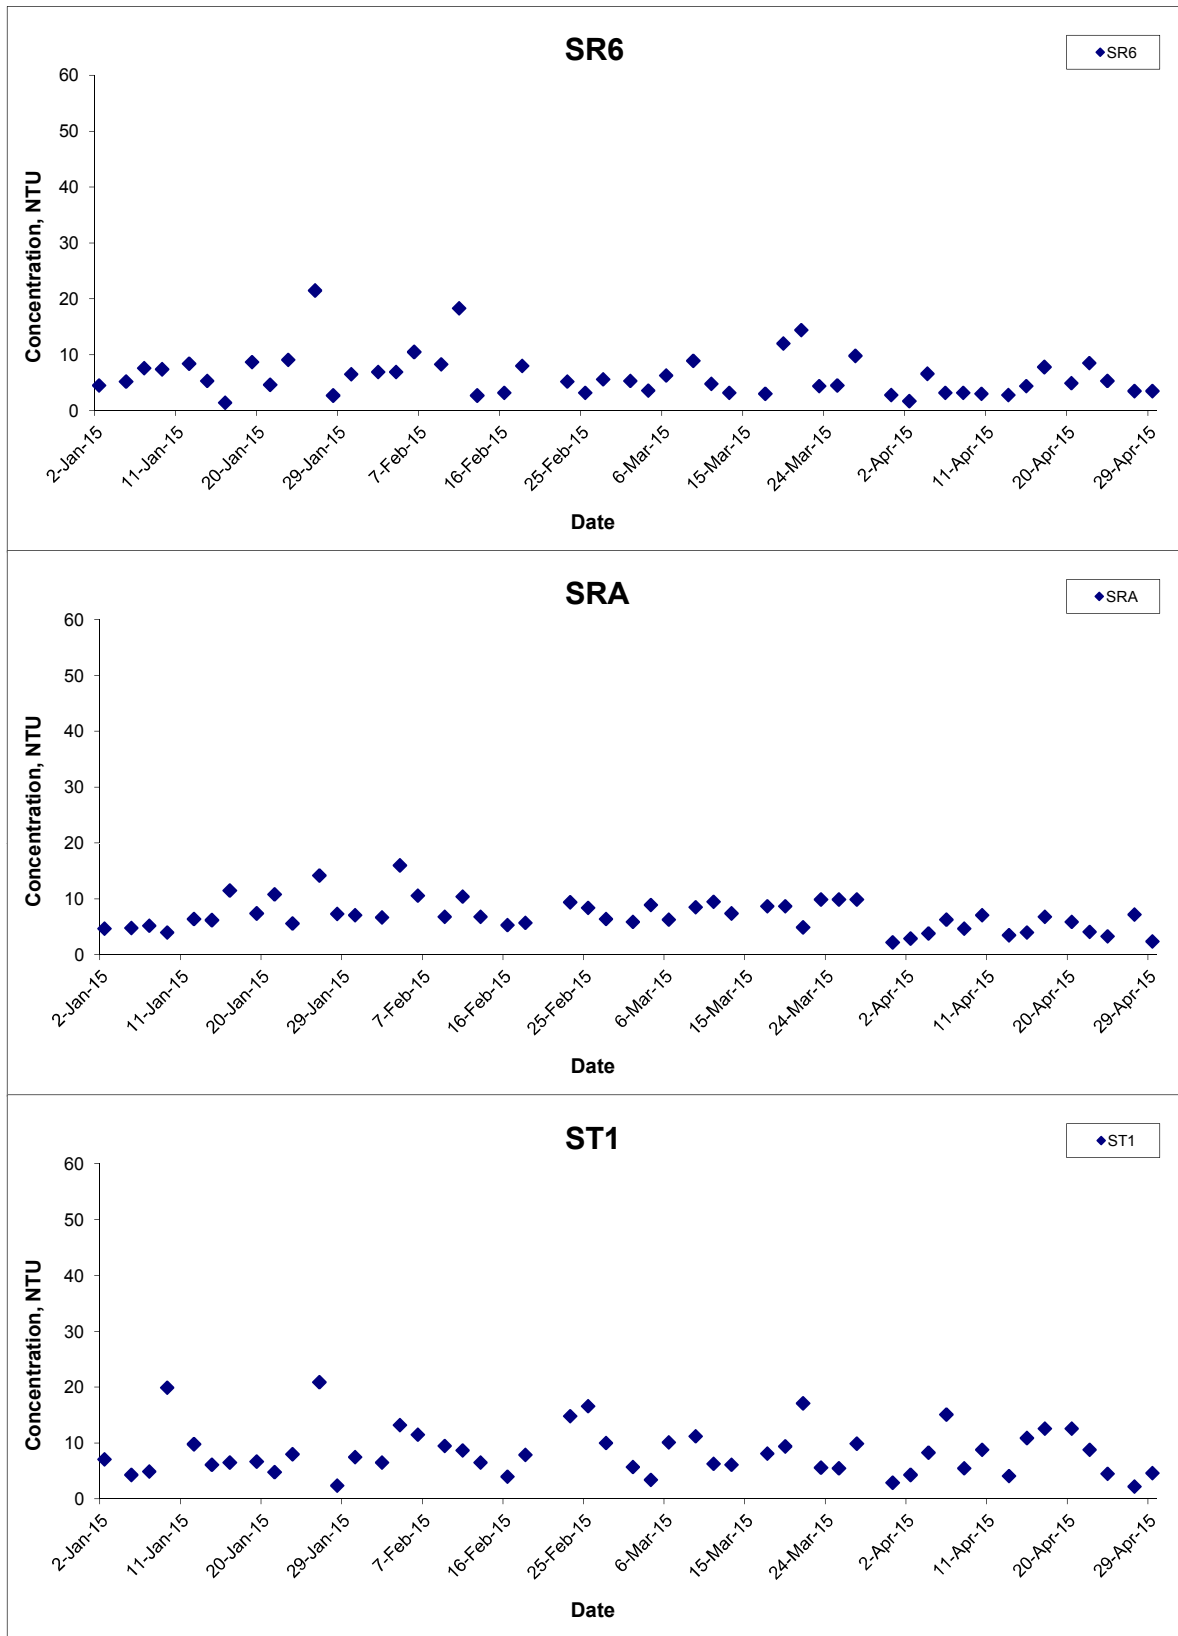 SR6
SR6
60
50
40
30
20
10
0
Concentration, NTU
2-Jan-15
11-Jan-15
20-Jan-15
29-Jan-15
7-Feb-15
16-Feb-15
25-Feb-15
6-Mar-15
15-Mar-15
24-Mar-15
2-Apr-15
11-Apr-15
20-Apr-15
29-Apr-15
Date
SRA
SRA
60
50
40
30
20
10
0
Concentration, NTU
2-Jan-15
11-Jan-15
20-Jan-15
29-Jan-15
7-Feb-15
16-Feb-15
25-Feb-15
6-Mar-15
15-Mar-15
24-Mar-15
2-Apr-15
11-Apr-15
20-Apr-15
29-Apr-15
Date
ST1
ST1
60
50
40
30
20
10
0
Concentration, NTU
2-Jan-15
11-Jan-15
20-Jan-15
29-Jan-15
7-Feb-15
16-Feb-15
25-Feb-15
6-Mar-15
15-Mar-15
24-Mar-15
2-Apr-15
11-Apr-15
20-Apr-15
29-Apr-15
Date